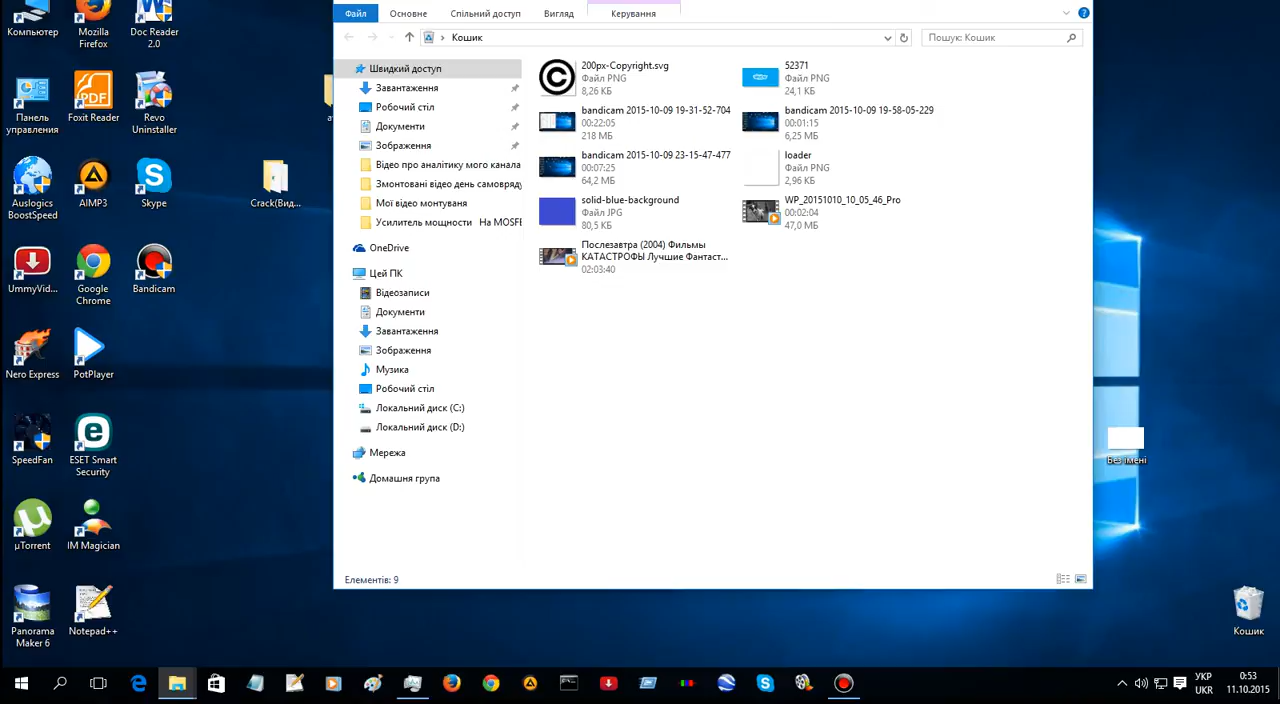 Компьютер
Mozilla
Firefox
Doc Reader
2.0
Панель
управления
Foxit Reader
Revo
Uninstaller
Auslogics
BoostSpeed
AIMP3
Skype
Crack(Вид...
UmmyVid...
Google
Chrome
Bandicam
Nero Express
PotPlayer
SpeedFan
ESET Smart
Security
µTorrent
IM Magician
Panorama
Maker 6
Notepad++
Файл
Основне
Спільний доступ
Вигляд
Керування
Кошик
Пошук: Кошик
Швидкий доступ
Завантаження
Робочий стіл
Документи
Зображення
Відео про аналітику мого канала
Змонтовані відео день самовряду
Мої відео монтуваня
Усилитель мощности На MOSFE
OneDrive
Цей ПК
Відеозаписи
Документи
Завантаження
Зображення
Музика
Робочий стіл
Локальний диск (C:)
Локальний диск (D:)
Мережа
Домашня група
200px-Copyright.svg
Файл PNG
8,26 КБ
52371
Файл PNG
24,1 КБ
bandicam 2015-10-09 19-31-52-704
00:22:05
218 МБ
bandicam 2015-10-09 19-58-05-229
00:01:15
6,25 МБ
bandicam 2015-10-09 23-15-47-477
00:07:25
64,2 МБ
loader
Файл PNG
2,96 КБ
solid-blue-background
Файл JPG
80,5 КБ
WP_20151010_10_05_46_Pro
00:02:04
47,0 МБ
Послезавтра (2004) Фильмы
КАТАСТРОФЫ Лучшие Фантаст...
02:03:40
Елементів: 9
Без імені
Кошик
УКР
UKR
0:53
11.10.2015